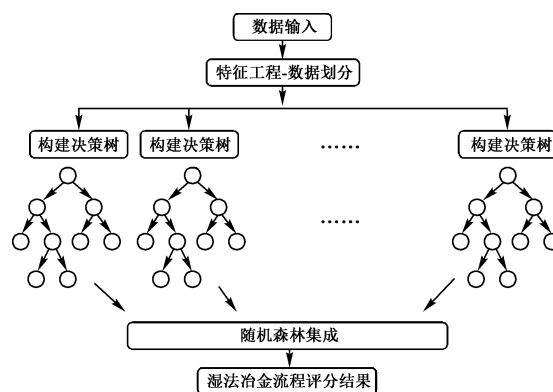 数据输入
特征工程-数据划分
构建决策树 构建决策树 …… 构建决策树
……
随机森林集成
湿法冶金流程评分结果